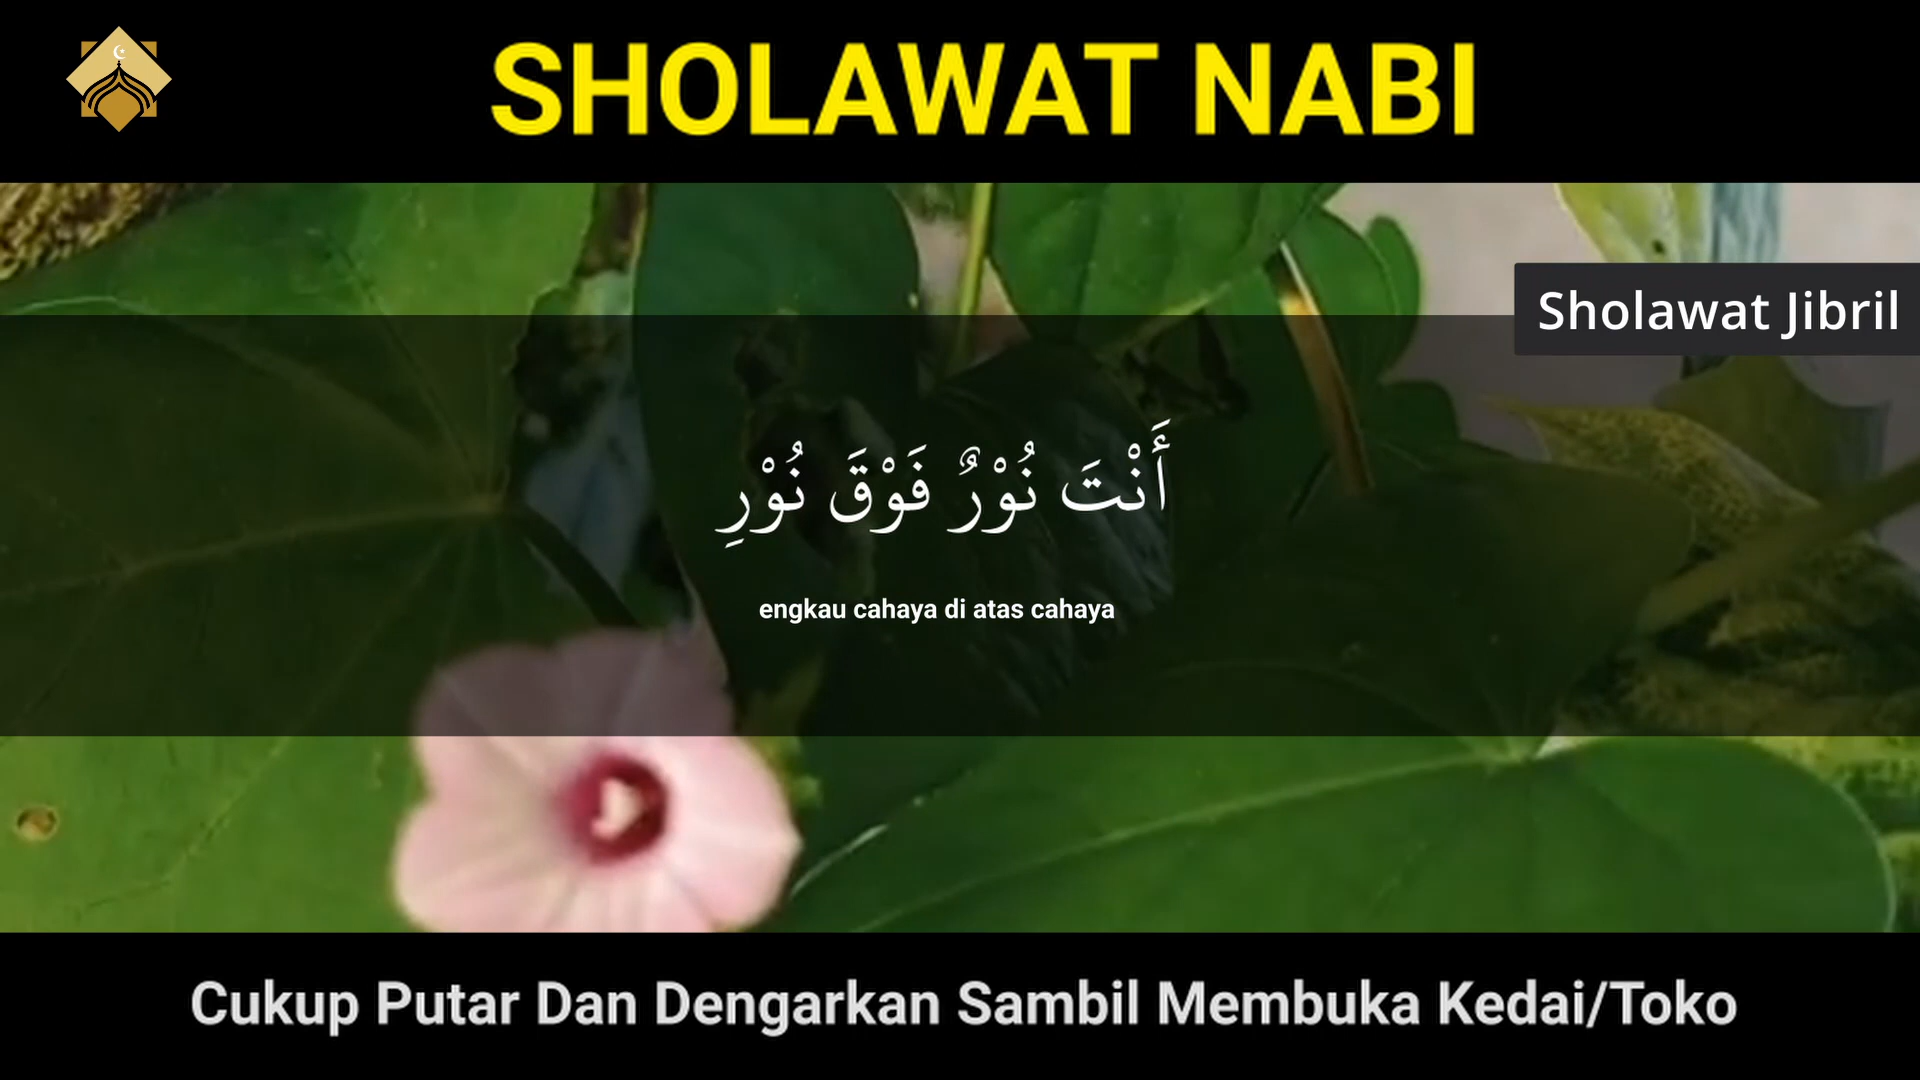 SHOLAWAT NABI
Sholawat Jibril
أَنْتَ نُوْرٌ فَوْقَ نُوْرِ
engkau cahaya di atas cahaya
Cukup Putar Dan Dengarkan Sambil Membuka Kedai/Toko